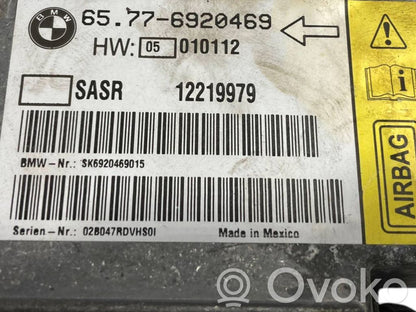 BMW
65.77-6920469
HW: 05 010112
SASR 12219979
BMW-Nr.: SK6920469015
Serien-Nr.: 02B047RDVHS0I
Made in Mexico
AIRBAG
OVOKO